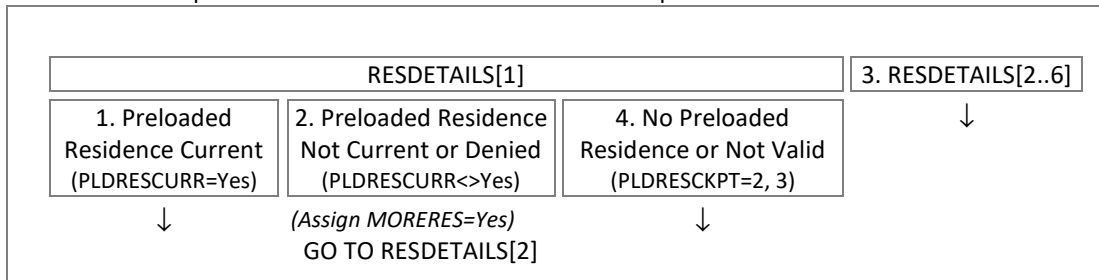 RESDETAILS[1]
3. RESDETAILS[2..6]
1. Preloaded
Residence Current
(PLDRESCURR=Yes)
2. Preloaded Residence
Not Current or Denied
(PLDRESCURR<>Yes)
4. No Preloaded
Residence or Not Valid
(PLDRESCKPT=2, 3)
↓
↓
(Assign MORERES=Yes)
↓
GO TO RESDETAILS[2]